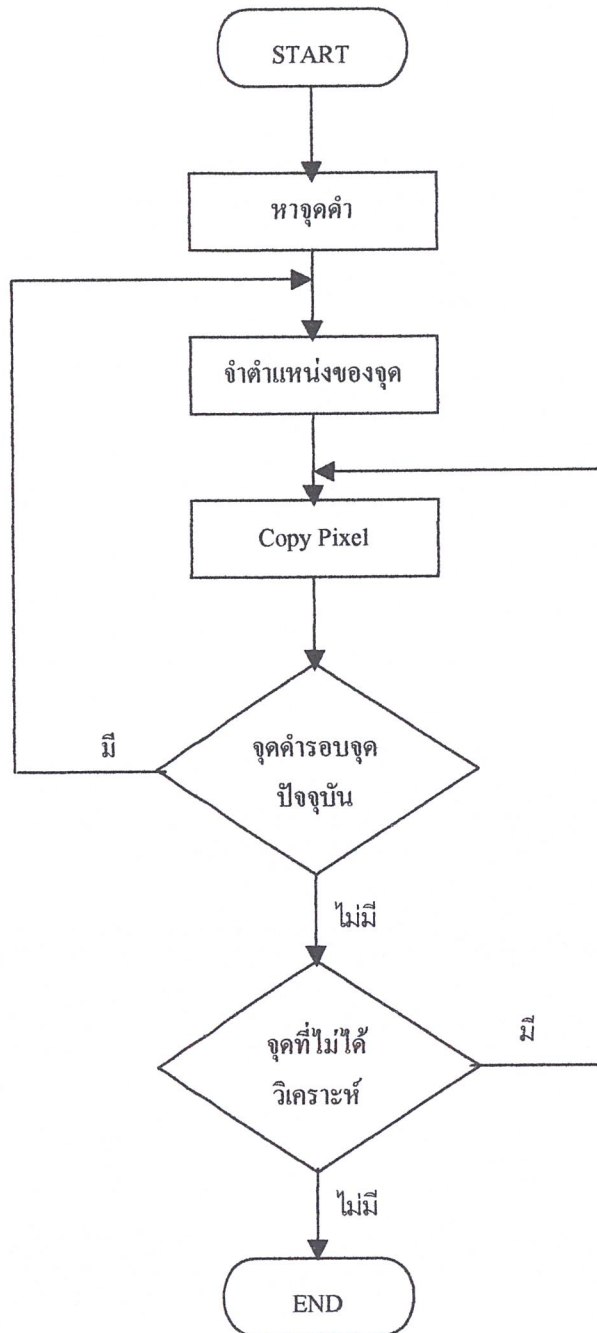 START
หาจุดดำ
จำตำแหน่งของจุด
Copy Pixel
จุดดำรอบจุด
ปัจจุบัน
มี
ไม่มี
จุดที่ไม่ได้
วิเคราะห์
มี
ไม่มี
END